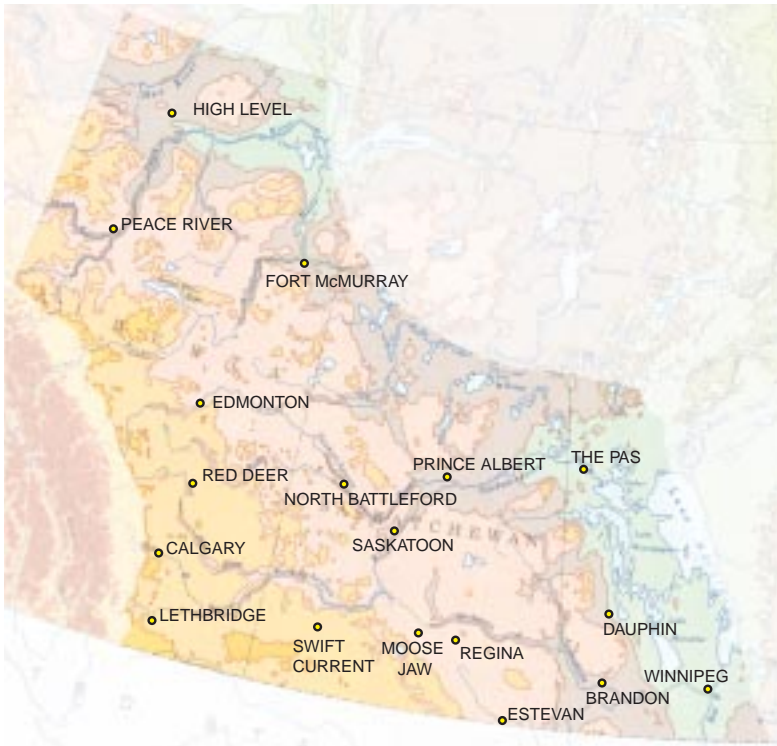 HIGH LEVEL
PEACE RIVER
FORT McMURRAY
EDMONTON
RED DEER
PRINCE ALBERT
THE PAS
NORTH BATTLEFORD
SASKATOON
CALGARY
LETHBRIDGE
SWIFT
CURRENT
MOOSE
JAW
REGINA
DAUPHIN
WINNIPEG
BRANDON
ESTEVAN